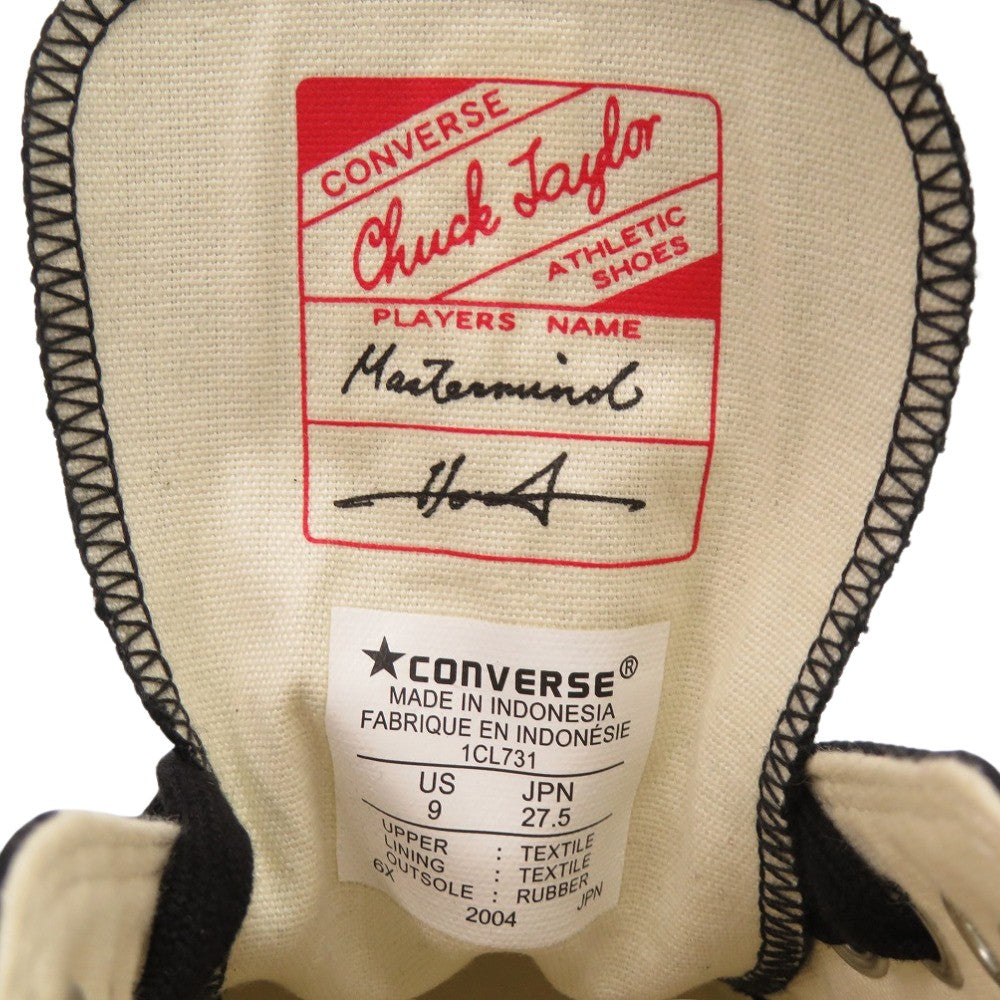 CONVERSE
Chuck Taylor
ATHLETIC
SHOES
PLAYERS NAME
Mastermind
★CONVERSE®
MADE IN INDONESIA
FABRIQUE EN INDONÉSIE
1CL731
US JPN
9 27.5
UPPER : TEXTILE
LINING : TEXTILE
OUTSOLE : RUBBER
6X JPN
2004